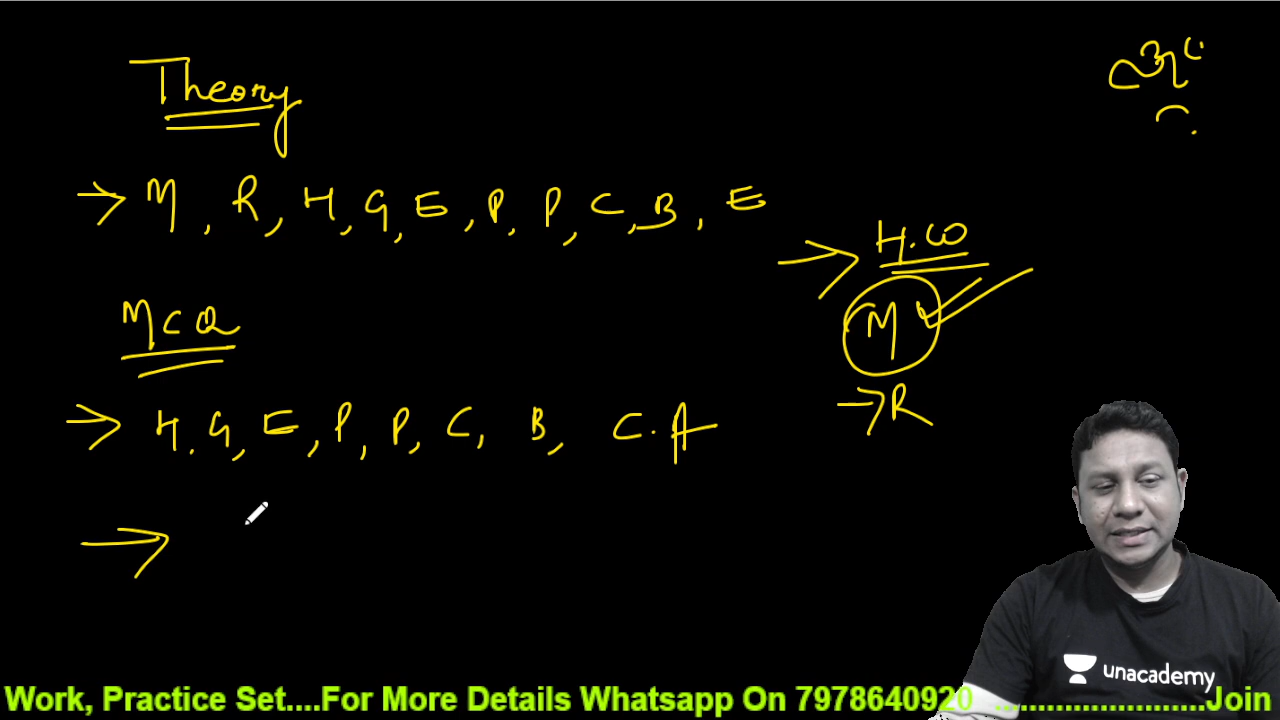 Theory
→ M, R, H, G, E, P, P, C, B, E
→ H.W
M
→ R
MCQ
→ H, G, E, P, P, C, B, C.A
→
unacademy
Work, Practice Set....For More Details Whatsapp On 7978640920 .........................Join